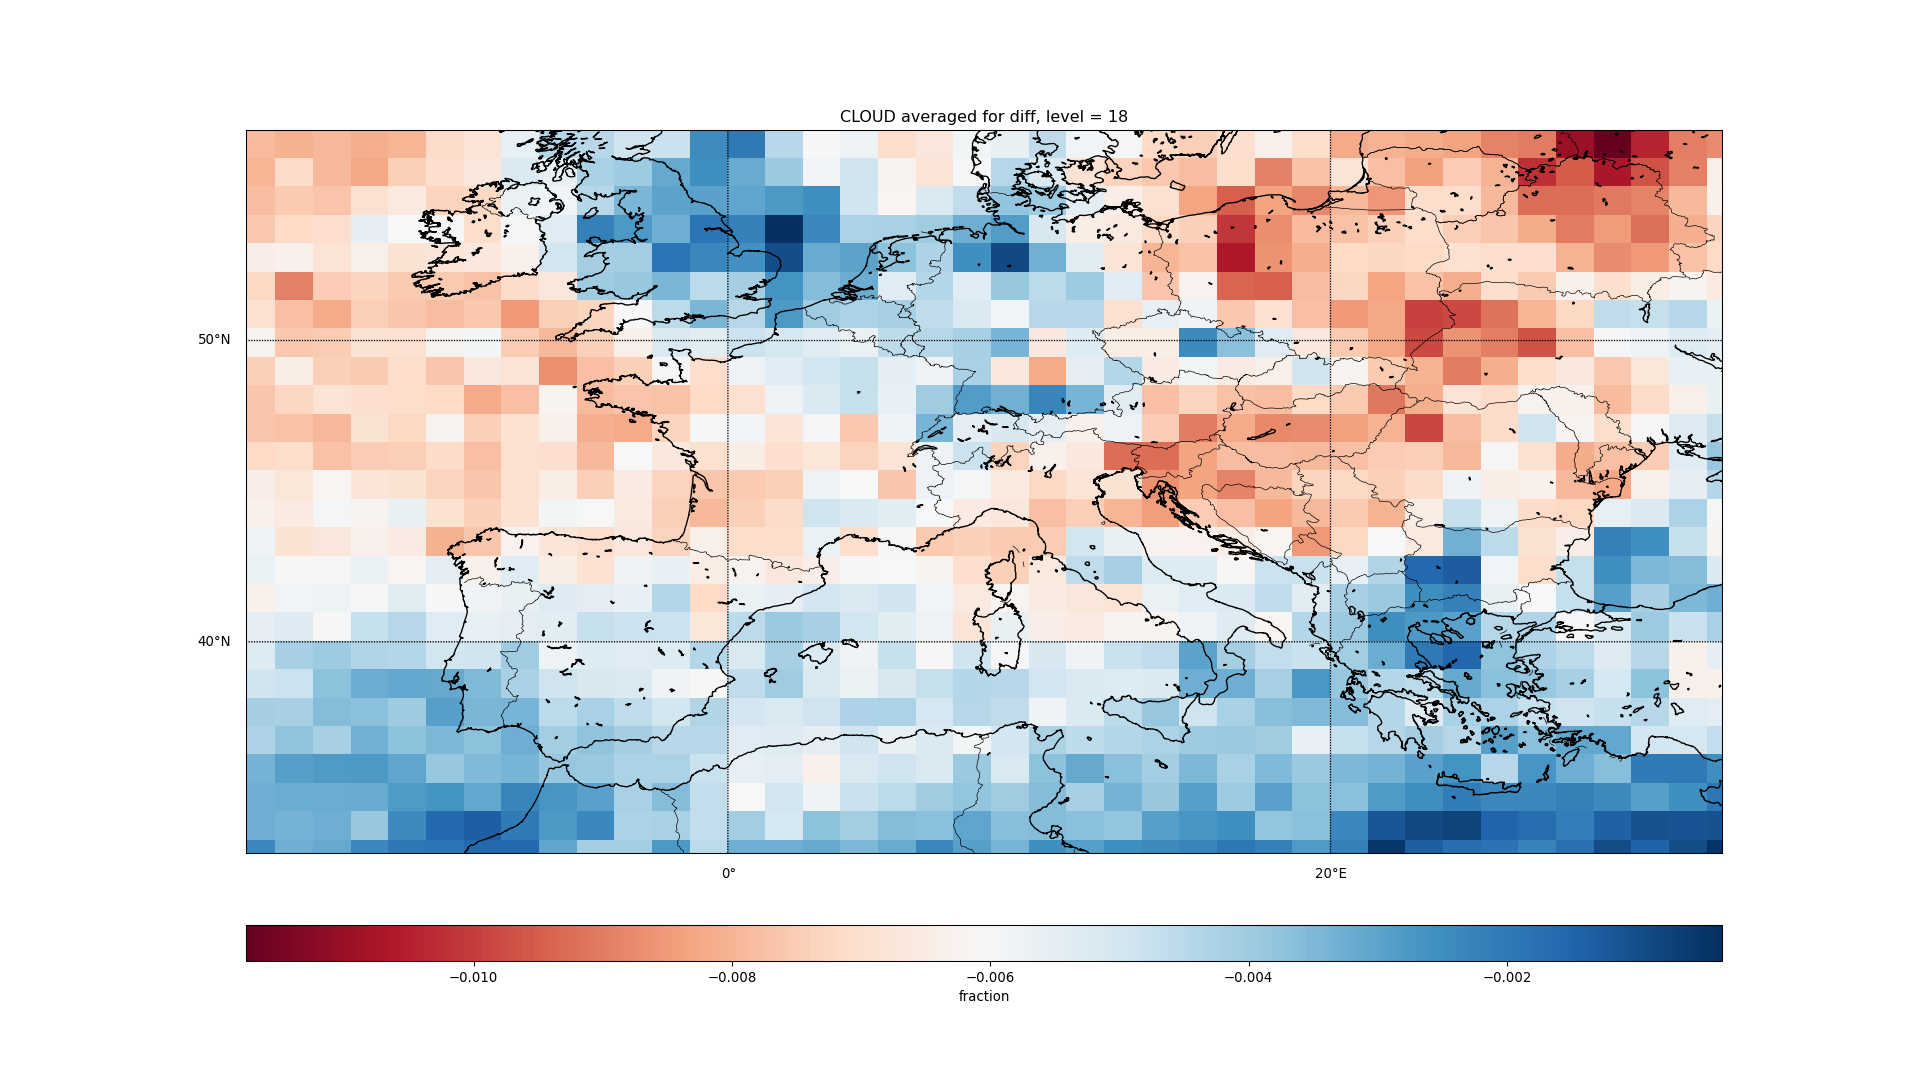 CLOUD averaged for diff, level = 18
50°N
40°N
0°
20°E
−0.010
−0.008
−0.006
−0.004
−0.002
fraction